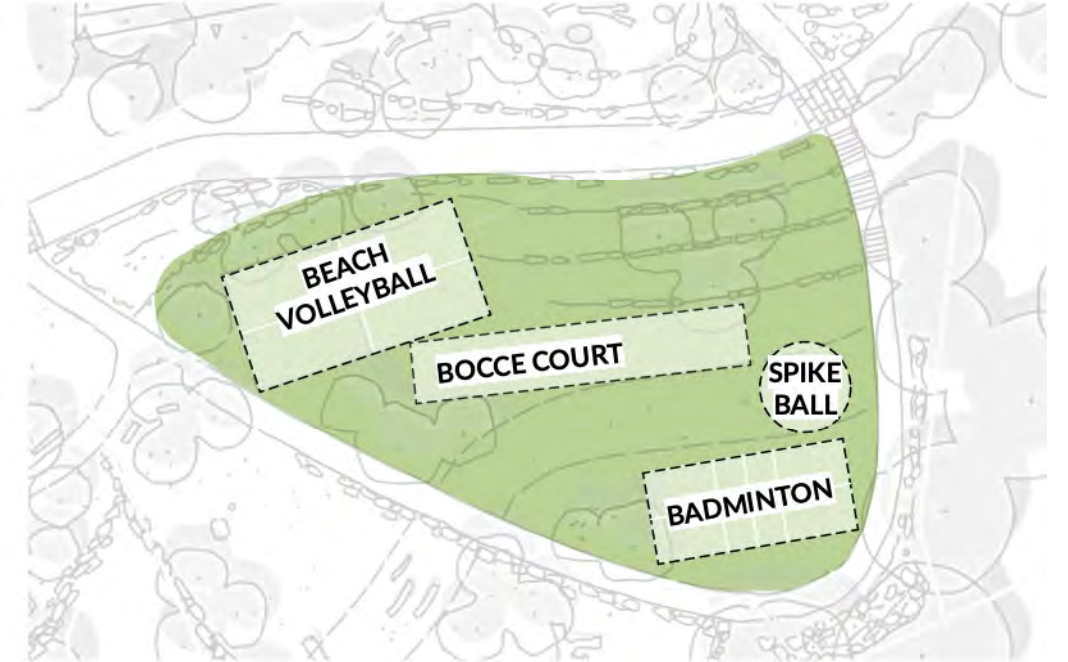 BEACH
VOLLEYBALL
BOCCE COURT
SPIKE
BALL
BADMINTON